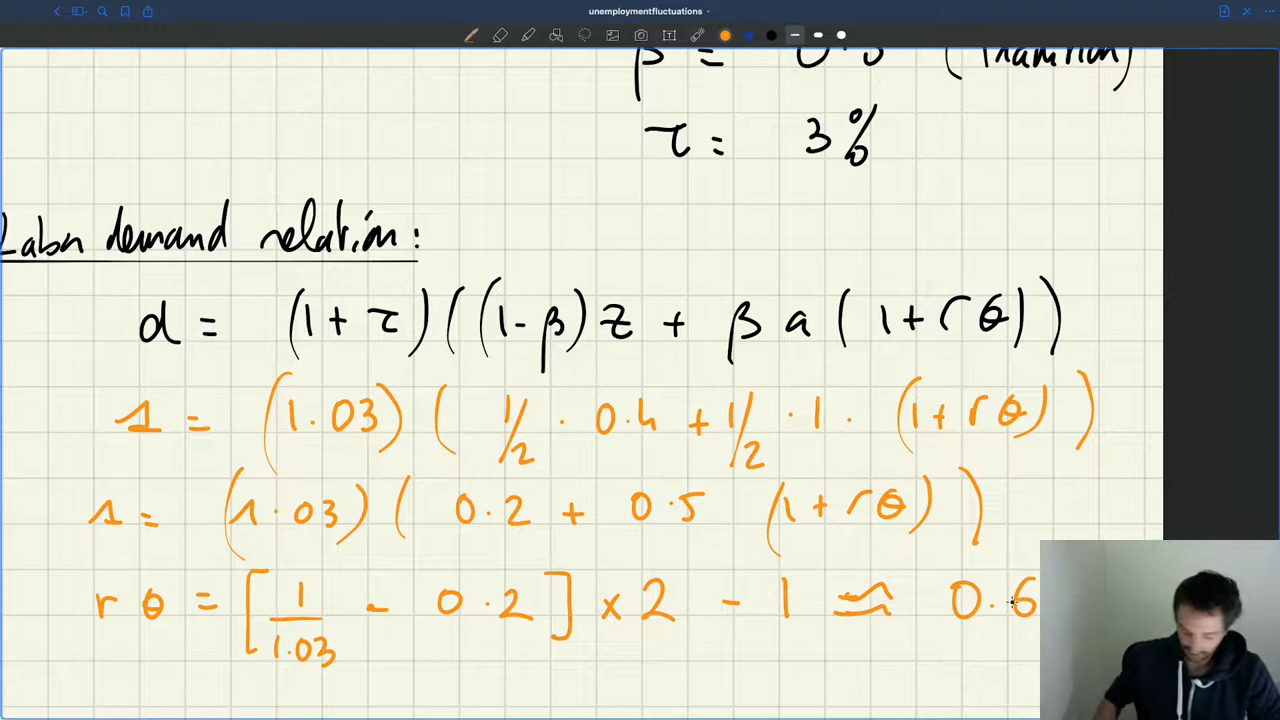 unemploymentfluctuations
β = 0.5 (
τ = 3%
Labor demand relation:
a = (1+τ)((1-β)z + β a (1+rθ))
1 = (1.03) ( 1/2 · 0.4 + 1/2 · 1 · (1+rθ) )
1 = (1.03) ( 0.2 + 0.5 (1+rθ) )
rθ = [ 1/1.03 - 0.2 ] × 2 - 1 ≈ 0.6